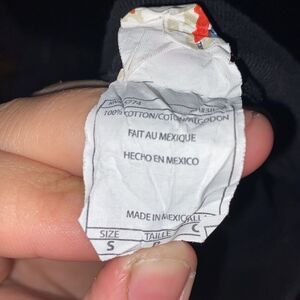 100% COTTON/COTON/ALGODON
FAIT AU MEXIQUE
HECHO EN MEXICO
MADE IN MEXICO
SIZE TAILLE
S C